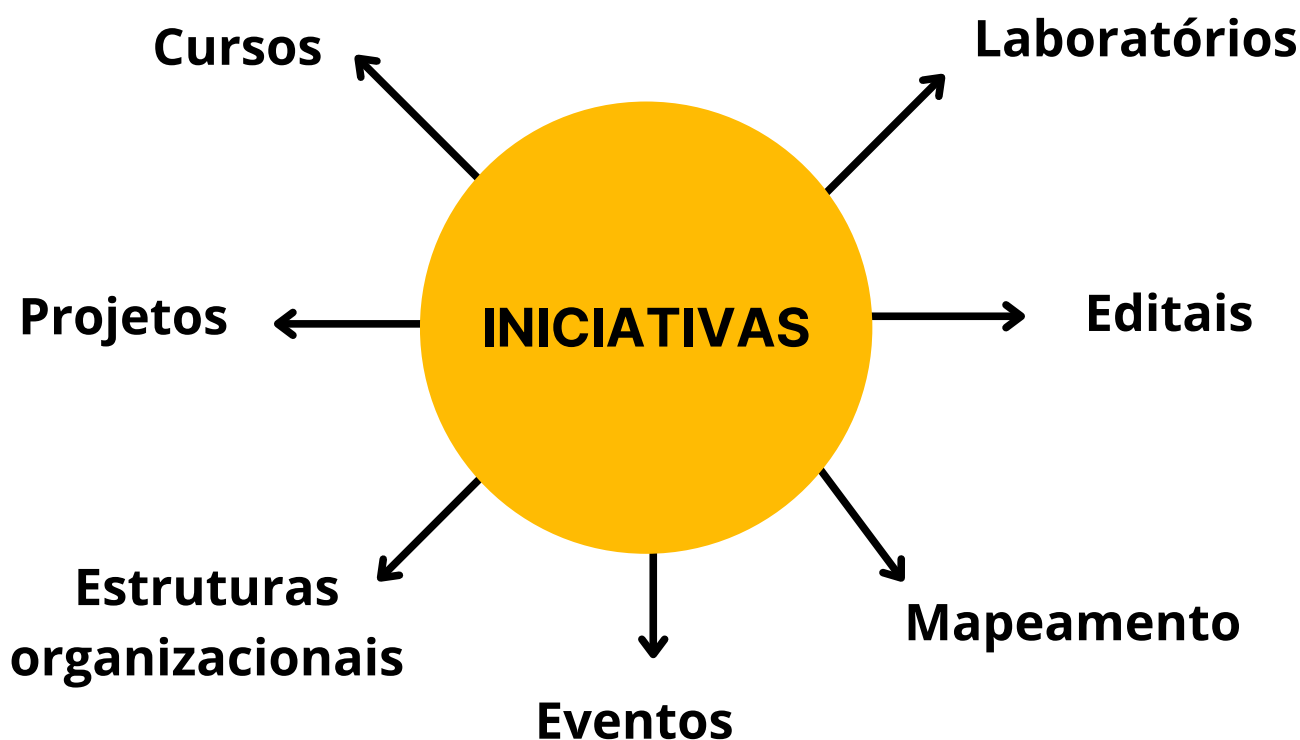 Cursos
Laboratórios
Projetos
INICIATIVAS
Editais
Estruturas
organizacionais
Mapeamento
Eventos